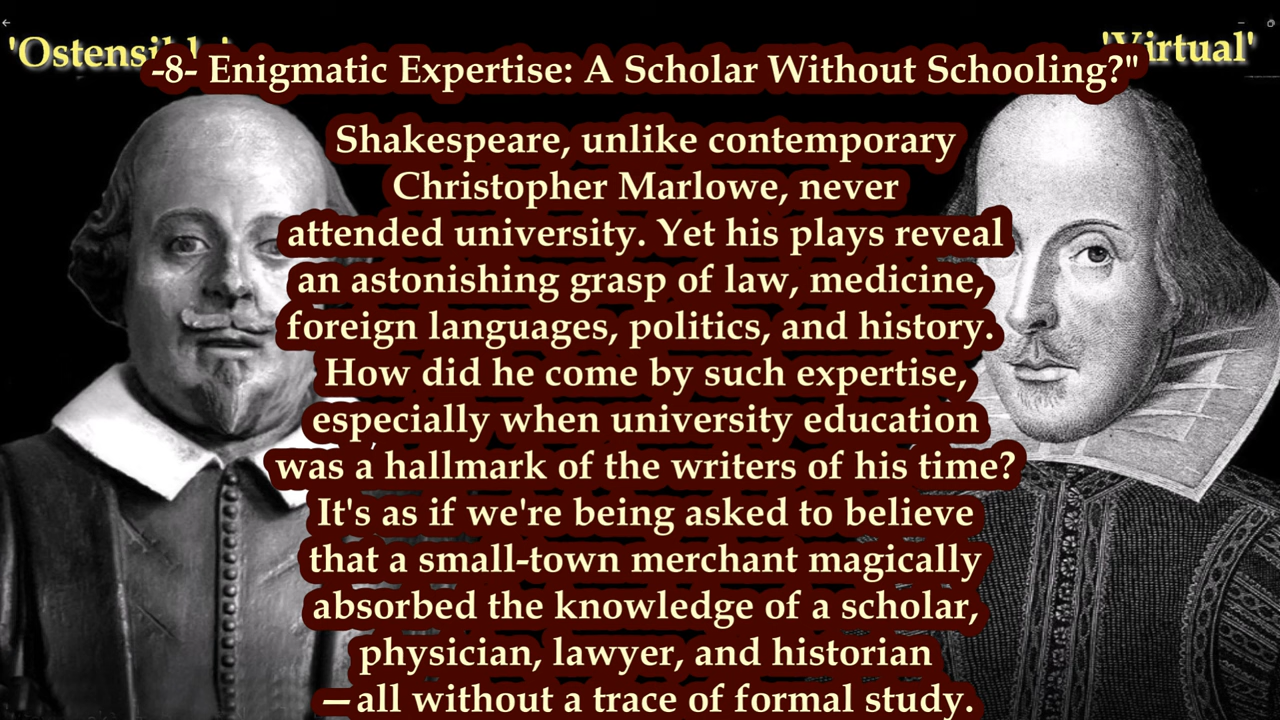 'Ostensible'
'Virtual'
-8- Enigmatic Expertise: A Scholar Without Schooling?"
Shakespeare, unlike contemporary
Christopher Marlowe, never
attended university. Yet his plays reveal
an astonishing grasp of law, medicine,
foreign languages, politics, and history.
How did he come by such expertise,
especially when university education
was a hallmark of the writers of his time?
It's as if we're being asked to believe
that a small-town merchant magically
absorbed the knowledge of a scholar,
physician, lawyer, and historian
—all without a trace of formal study.